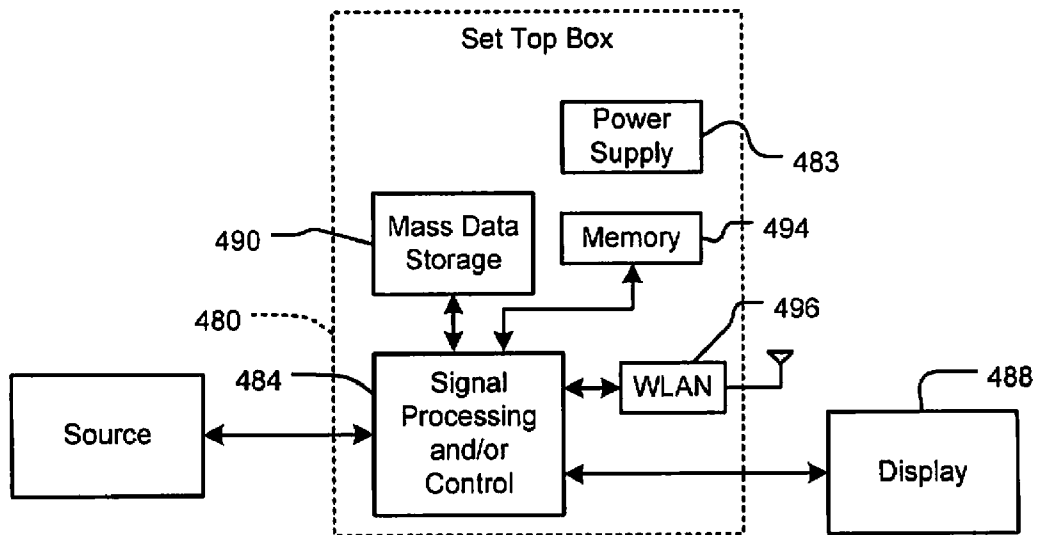 Set Top Box
Power
Supply
483
Mass Data
Storage
490
Memory
494
480
496
484
Signal
Processing
and/or
Control
WLAN
488
Source
Display